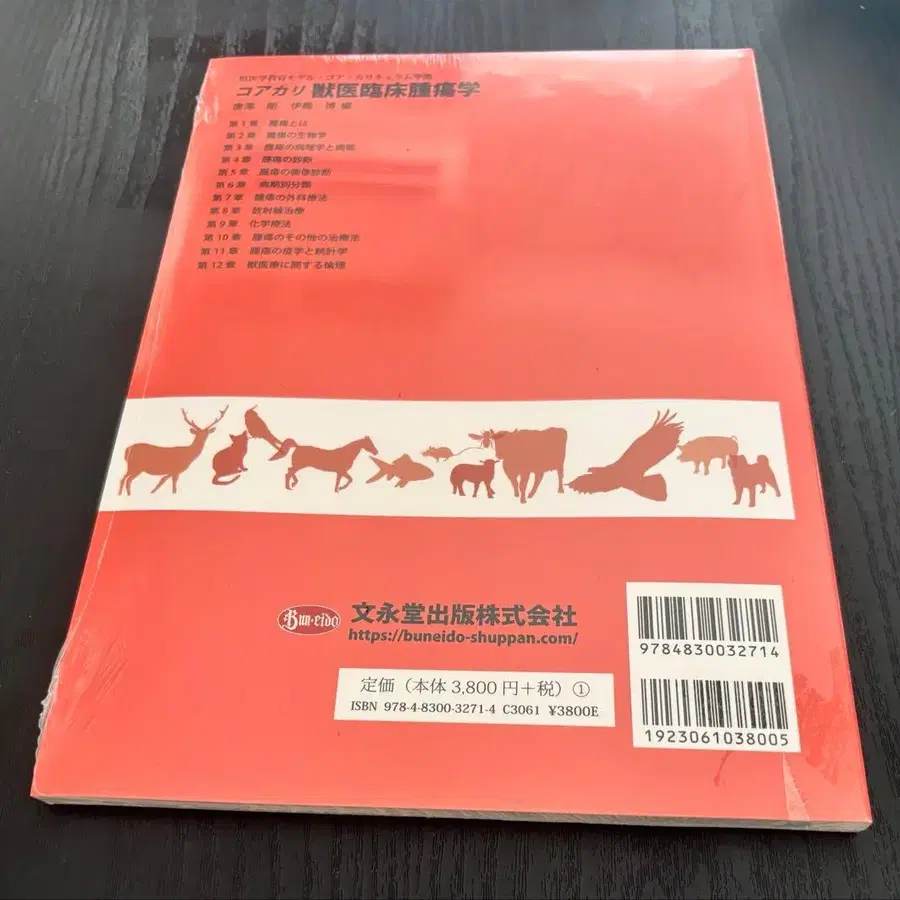 獣医学教育モデル・コア・カリキュラム準拠
コアカリ 獣医臨床腫瘍学
廉澤 剛 伊藤 博 編
第1章 腫瘍とは
第2章 腫瘍の生物学
第3章 腫瘍の病理学と病態
第4章 腫瘍の診断
第5章 腫瘍の画像診断
第6章 病期別分類
第7章 腫瘍の外科療法
第8章 放射線治療
第9章 化学療法
第10章 腫瘍のその他の治療法
第11章 腫瘍の疫学と統計学
第12章 獣医療に関する倫理
Bun·eido
文永堂出版株式会社
https://buneido-shuppan.com/
定価（本体3,800円＋税）①
ISBN 978-4-8300-3271-4 C3061 ¥3800E
9784830032714
1923061038005